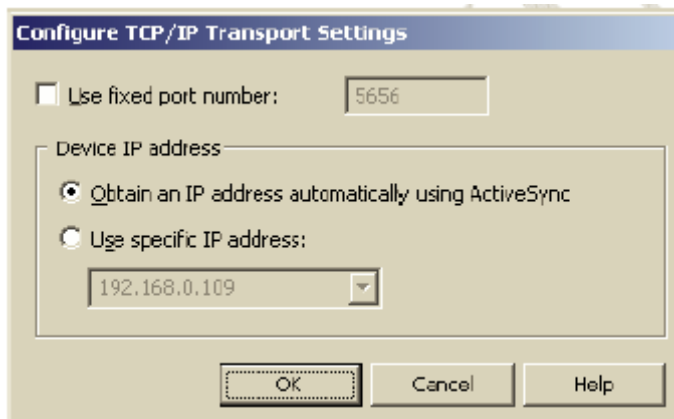 Configure TCP/IP Transport Settings
Use fixed port number: 5656
Device IP address
Obtain an IP address automatically using ActiveSync
Use specific IP address:
192.168.0.109
OK Cancel Help